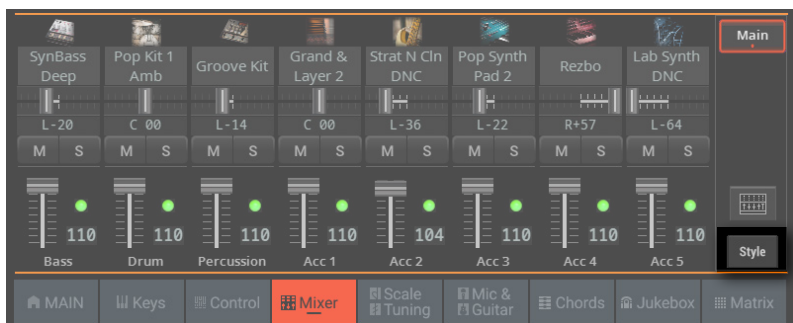 SynBass Deep
Pop Kit 1 Amb
Groove Kit
Grand & Layer 2
Strat N Cln DNC
Pop Synth Pad 2
Rezbo
Lab Synth DNC
Main
L-20 C 00 L-14 C 00 L-36 L-22 R+57 L-64
M S M S M S M S M S M S M S M S
110 110 110 110 104 110 110 110
Bass Drum Percussion Acc 1 Acc 2 Acc 3 Acc 4 Acc 5
Style
MAIN Keys Control Mixer Scale Tuning Mic & Guitar Chords Jukebox Matrix